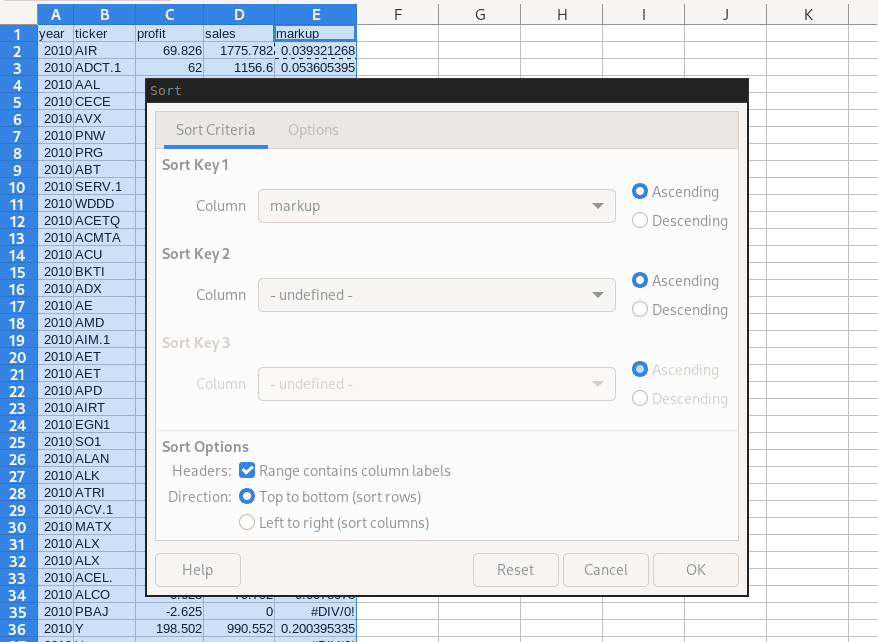 A B C D E F G H I J K
1 year ticker profit sales markup
2 2010 AIR 69.826 1775.782 0.039321268
3 2010 ADCT.1 62 1156.6 0.053605395
4 2010 AAL
Sort
5 2010 CECE
6 2010 AVX
Sort Criteria Options
7 2010 PNW
8 2010 PRG
Sort Key 1
9 2010 ABT
10 2010 SERV.1
Ascending
11 2010 WDDD
Column markup
12 2010 ACETQ
Descending
13 2010 ACMTA
14 2010 ACU
Sort Key 2
15 2010 BKTI
Ascending
16 2010 ADX
Column - undefined -
17 2010 AE
Descending
18 2010 AMD
19 2010 AIM.1
Sort Key 3
20 2010 AET
21 2010 AET
Ascending
22 2010 APD
Column - undefined -
23 2010 AIRT
Descending
24 2010 EGN1
25 2010 SO1
Sort Options
26 2010 ALAN
Headers: Range contains column labels
27 2010 ALK
28 2010 ATRI
Direction: Top to bottom (sort rows)
29 2010 ACV.1
30 2010 MATX
Left to right (sort columns)
31 2010 ALX
32 2010 ALX
33 2010 ACEL.
Help Reset Cancel OK
34 2010 ALCO
35 2010 PBAJ -2.625 0 #DIV/0!
36 2010 Y 198.502 990.552 0.200395335